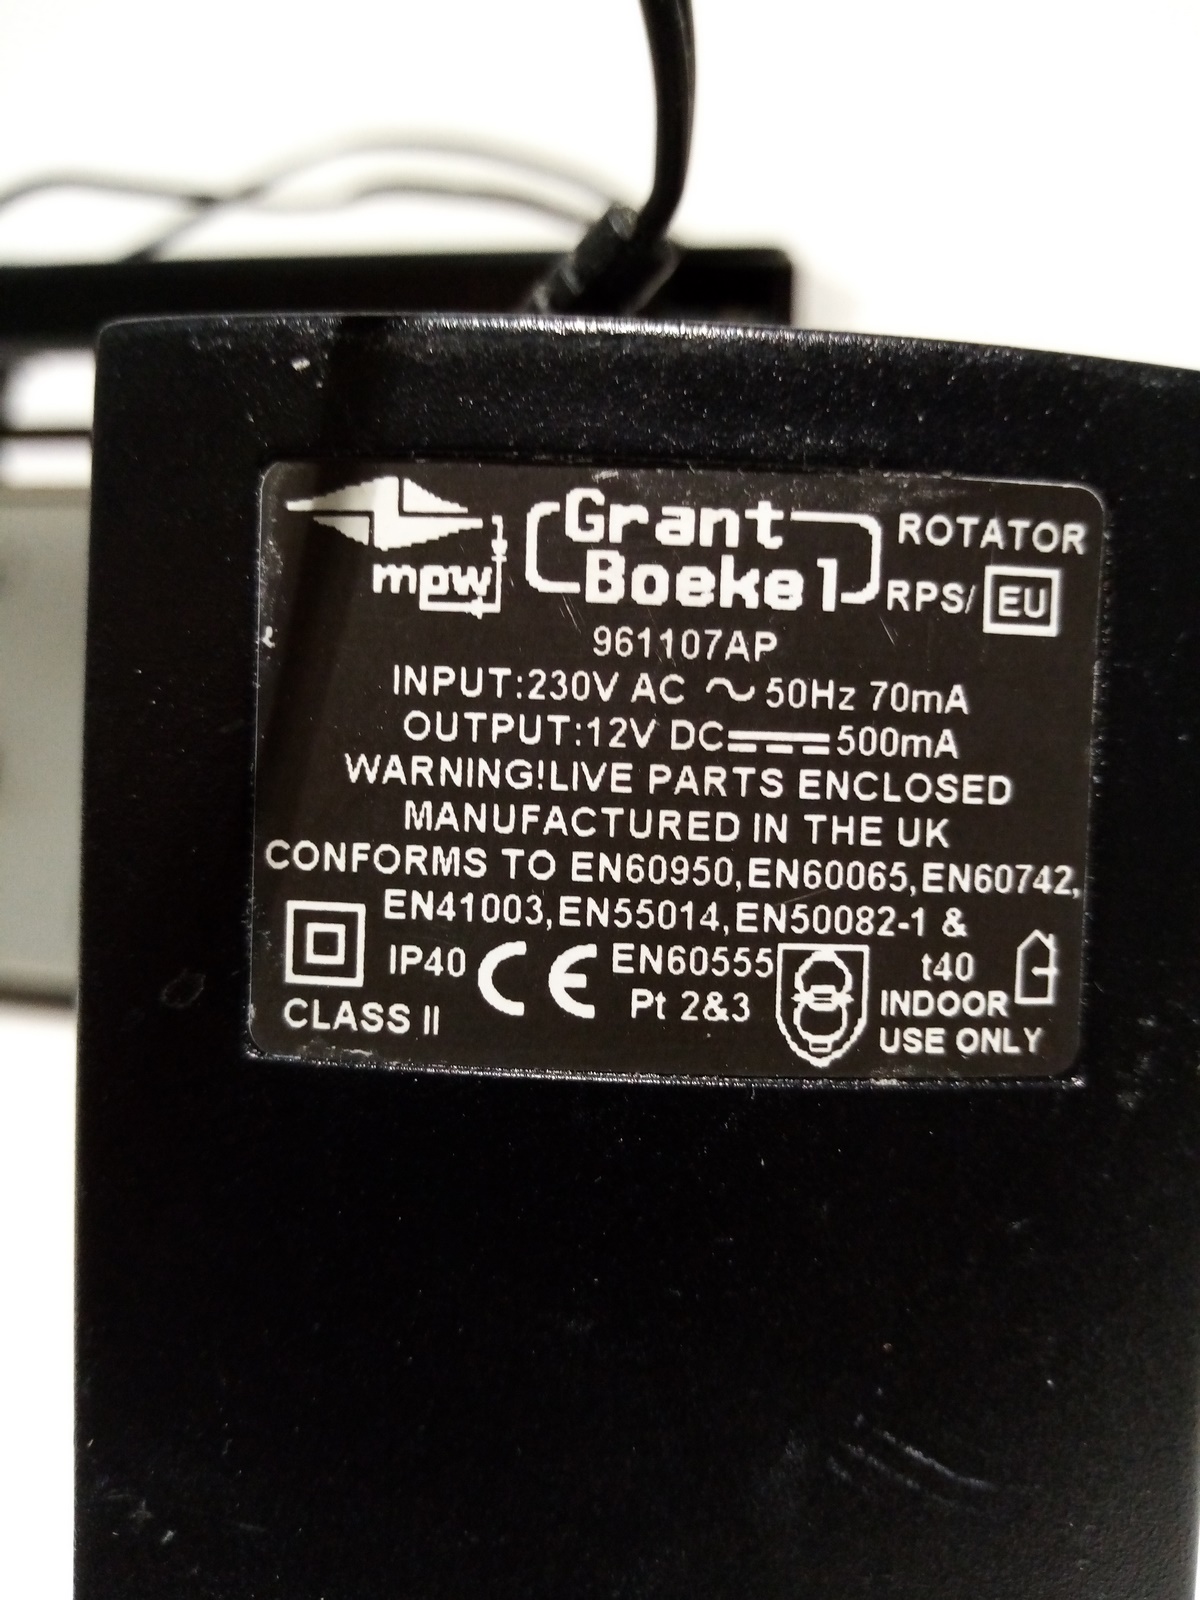 mpw
Grant
Boekel
ROTATOR
RPS/ EU
961107AP
INPUT:230V AC ~ 50Hz 70mA
OUTPUT:12V DC 500mA
WARNING!LIVE PARTS ENCLOSED
MANUFACTURED IN THE UK
CONFORMS TO EN60950,EN60065,EN60742,
EN41003,EN55014,EN50082-1 &
IP40 CE EN60555 t40
CLASS II Pt 2&3 INDOOR
USE ONLY